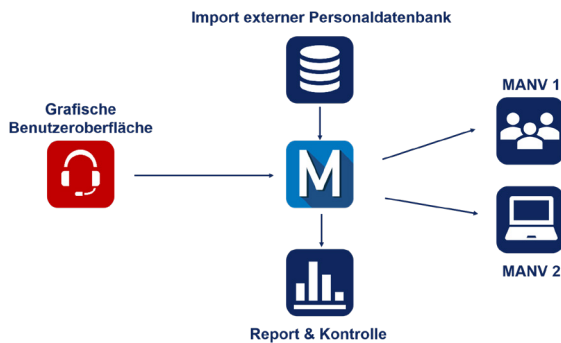 Import externer Personaldatenbank
MANV 1
Grafische
Benutzeroberfläche
M
MANV 2
Report & Kontrolle